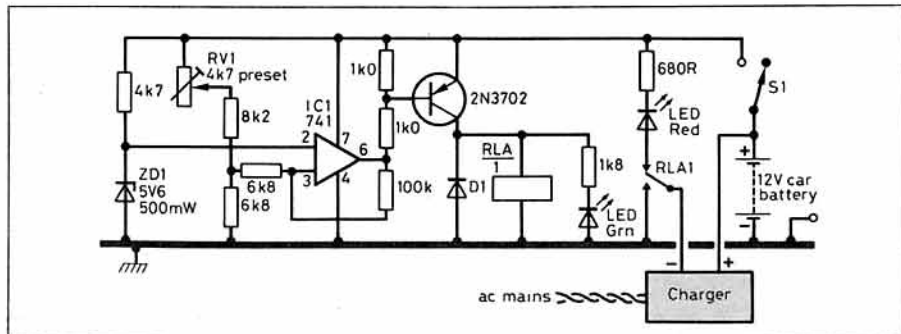 RV1
4k7 preset
4k7
8k2
IC1
741
2
7
6
3
4
6k8
6k8
ZD1
5V6
500mW
1k0
1k0
100k
2N3702
D1
RLA
1
1k8
LED
Grn
680R
LED
Red
RLA1
S1
+
12V car
battery
-
- +
ac mains
Charger